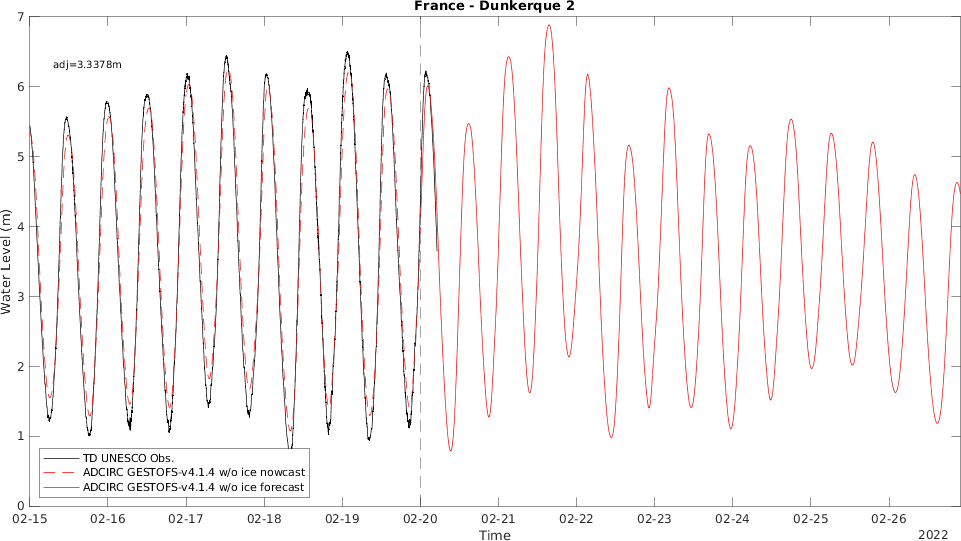 France - Dunkerque 2
adj=3.3378m
7
6
5
4
3
2
1
0
Water Level (m)
TD UNESCO Obs.
ADCIRC GESTOFS-v4.1.4 w/o ice nowcast
ADCIRC GESTOFS-v4.1.4 w/o ice forecast
02-15 02-16 02-17 02-18 02-19 02-20 02-21 02-22 02-23 02-24 02-25 02-26
Time
2022